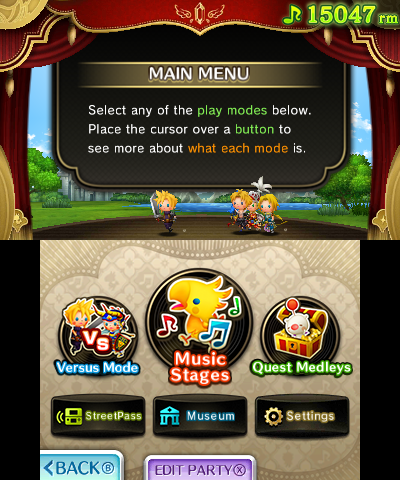 15047 rm
MAIN MENU
Select any of the play modes below.
Place the cursor over a button to
see more about what each mode is.
VS
Versus Mode
Music
Stages
Quest Medleys
StreetPass
Museum
Settings
BACK B
EDIT PARTY X